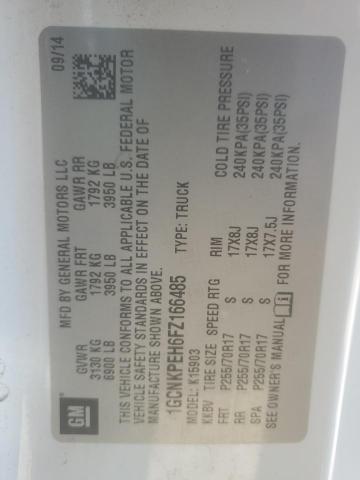 GM
MFD BY GENERAL MOTORS LLC 09/14
GVWR GAWR FRT GAWR RR
3130 KG 1792 KG 1792 KG
6900 LB 3950 LB 3950 LB
THIS VEHICLE CONFORMS TO ALL APPLICABLE U.S. FEDERAL MOTOR
VEHICLE SAFETY STANDARDS IN EFFECT ON THE DATE OF
MANUFACTURE SHOWN ABOVE.
1GCNKPEH6FZ166485 TYPE: TRUCK
MODEL: K15903
KKBV TIRE SIZE SPEED RTG RIM COLD TIRE PRESSURE
FRT P255/70R17 S 17X8J 240KPA(35PSI)
RR P255/70R17 S 17X8J 240KPA(35PSI)
SPA P255/70R17 S 17X7.5J 240KPA(35PSI)
SEE OWNER'S MANUAL FOR MORE INFORMATION